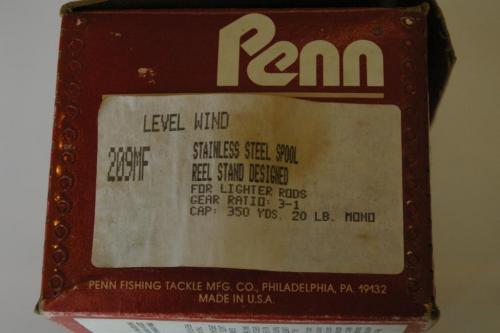 Penn
LEVEL WIND
209MF STAINLESS STEEL SPOOL
REEL STAND DESIGNED
FOR LIGHTER RODS
GEAR RATIO: 3-1
CAP: 350 YDS. 20 LB. MONO
PENN FISHING TACKLE MFG. CO., PHILADELPHIA, PA. 19132
MADE IN U.S.A.